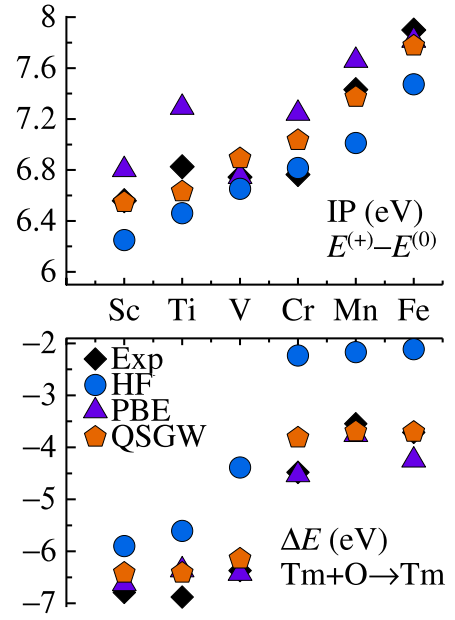 8
7.6
7.2
6.8
6.4
6
IP (eV)
E(+)−E(0)
Sc Ti V Cr Mn Fe
−2
−3
−4
−5
−6
−7
Exp
HF
PBE
QSGW
ΔE (eV)
Tm+O→Tm